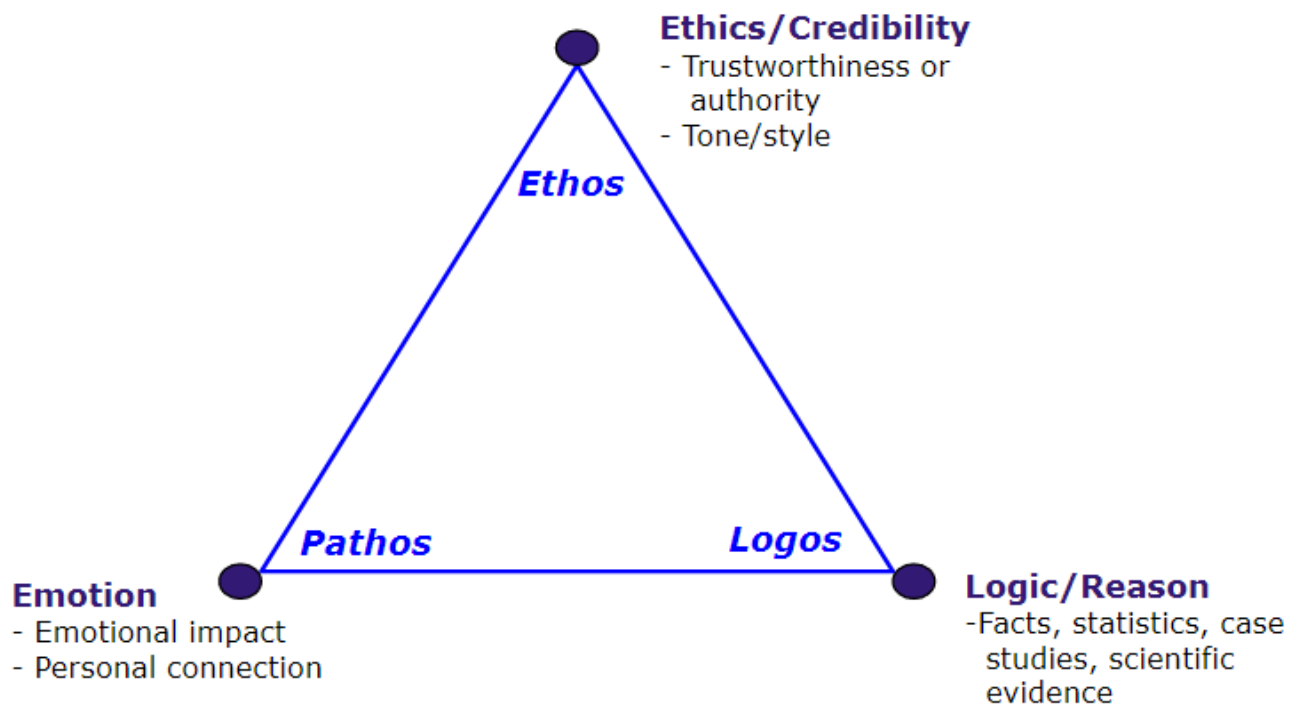 Ethics/Credibility
- Trustworthiness or
authority
- Tone/style
Ethos
Pathos
Logos
Emotion
- Emotional impact
- Personal connection
Logic/Reason
-Facts, statistics, case
studies, scientific
evidence